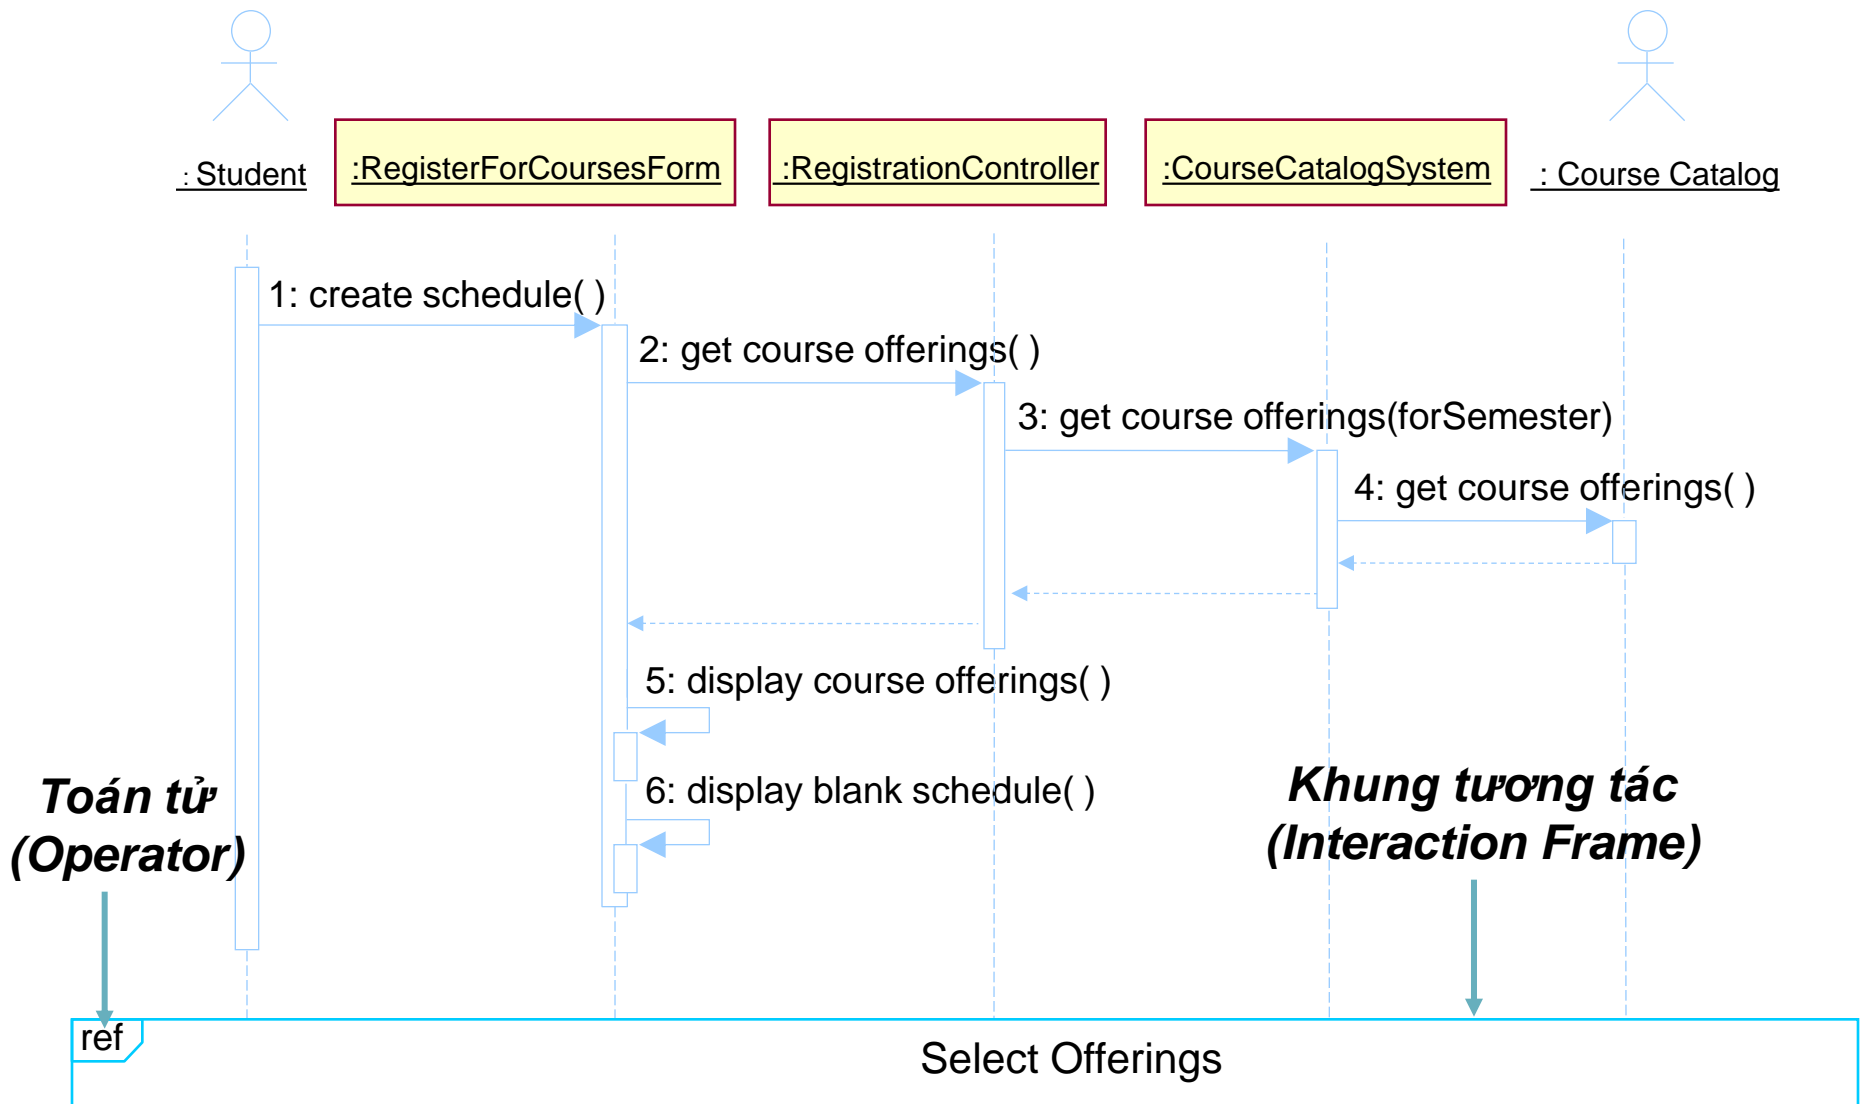 : Student
:RegisterForCoursesForm
:RegistrationController
:CourseCatalogSystem
: Course Catalog
1: create schedule( )
2: get course offerings( )
3: get course offerings(forSemester)
4: get course offerings( )
5: display course offerings( )
6: display blank schedule( )
Toán tử
(Operator)
Khung tương tác
(Interaction Frame)
ref
Select Offerings